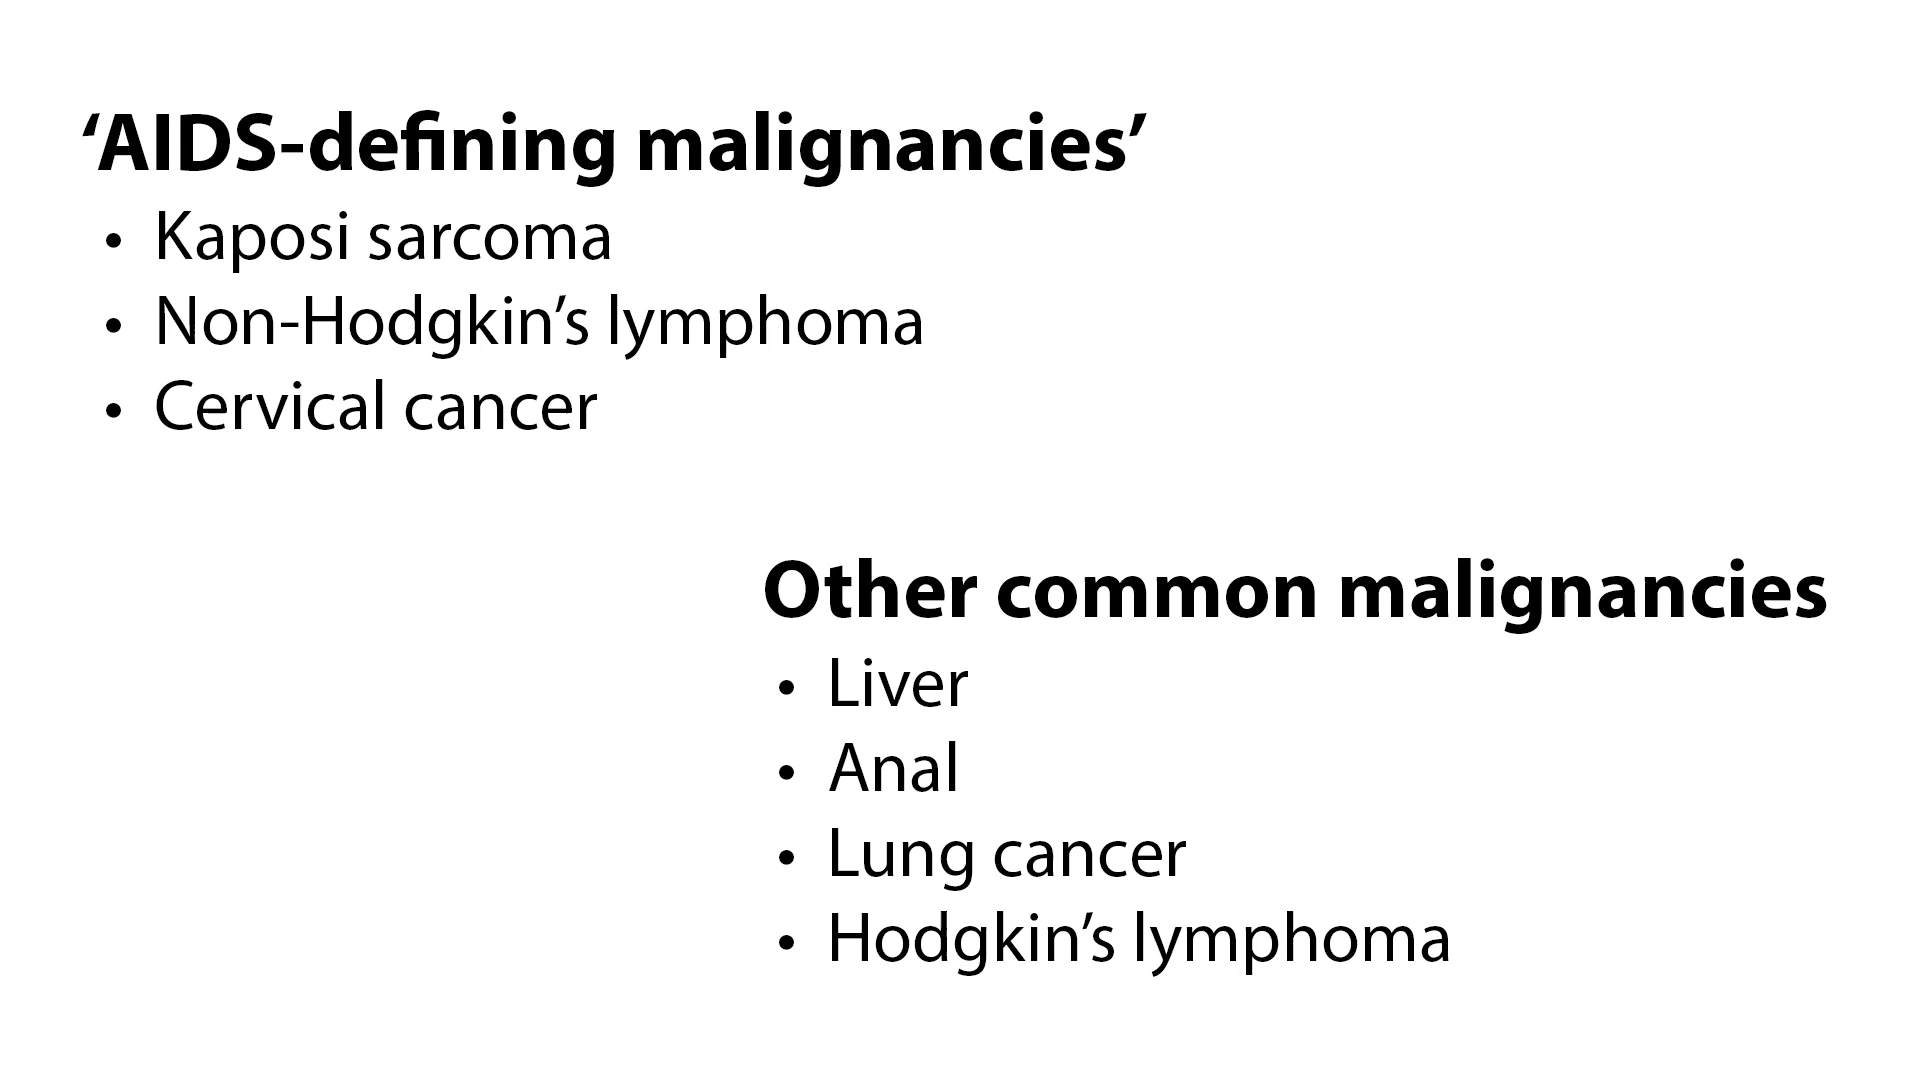 ‘AIDS-defining malignancies’
• Kaposi sarcoma
• Non-Hodgkin’s lymphoma
• Cervical cancer
Other common malignancies
• Liver
• Anal
• Lung cancer
• Hodgkin’s lymphoma